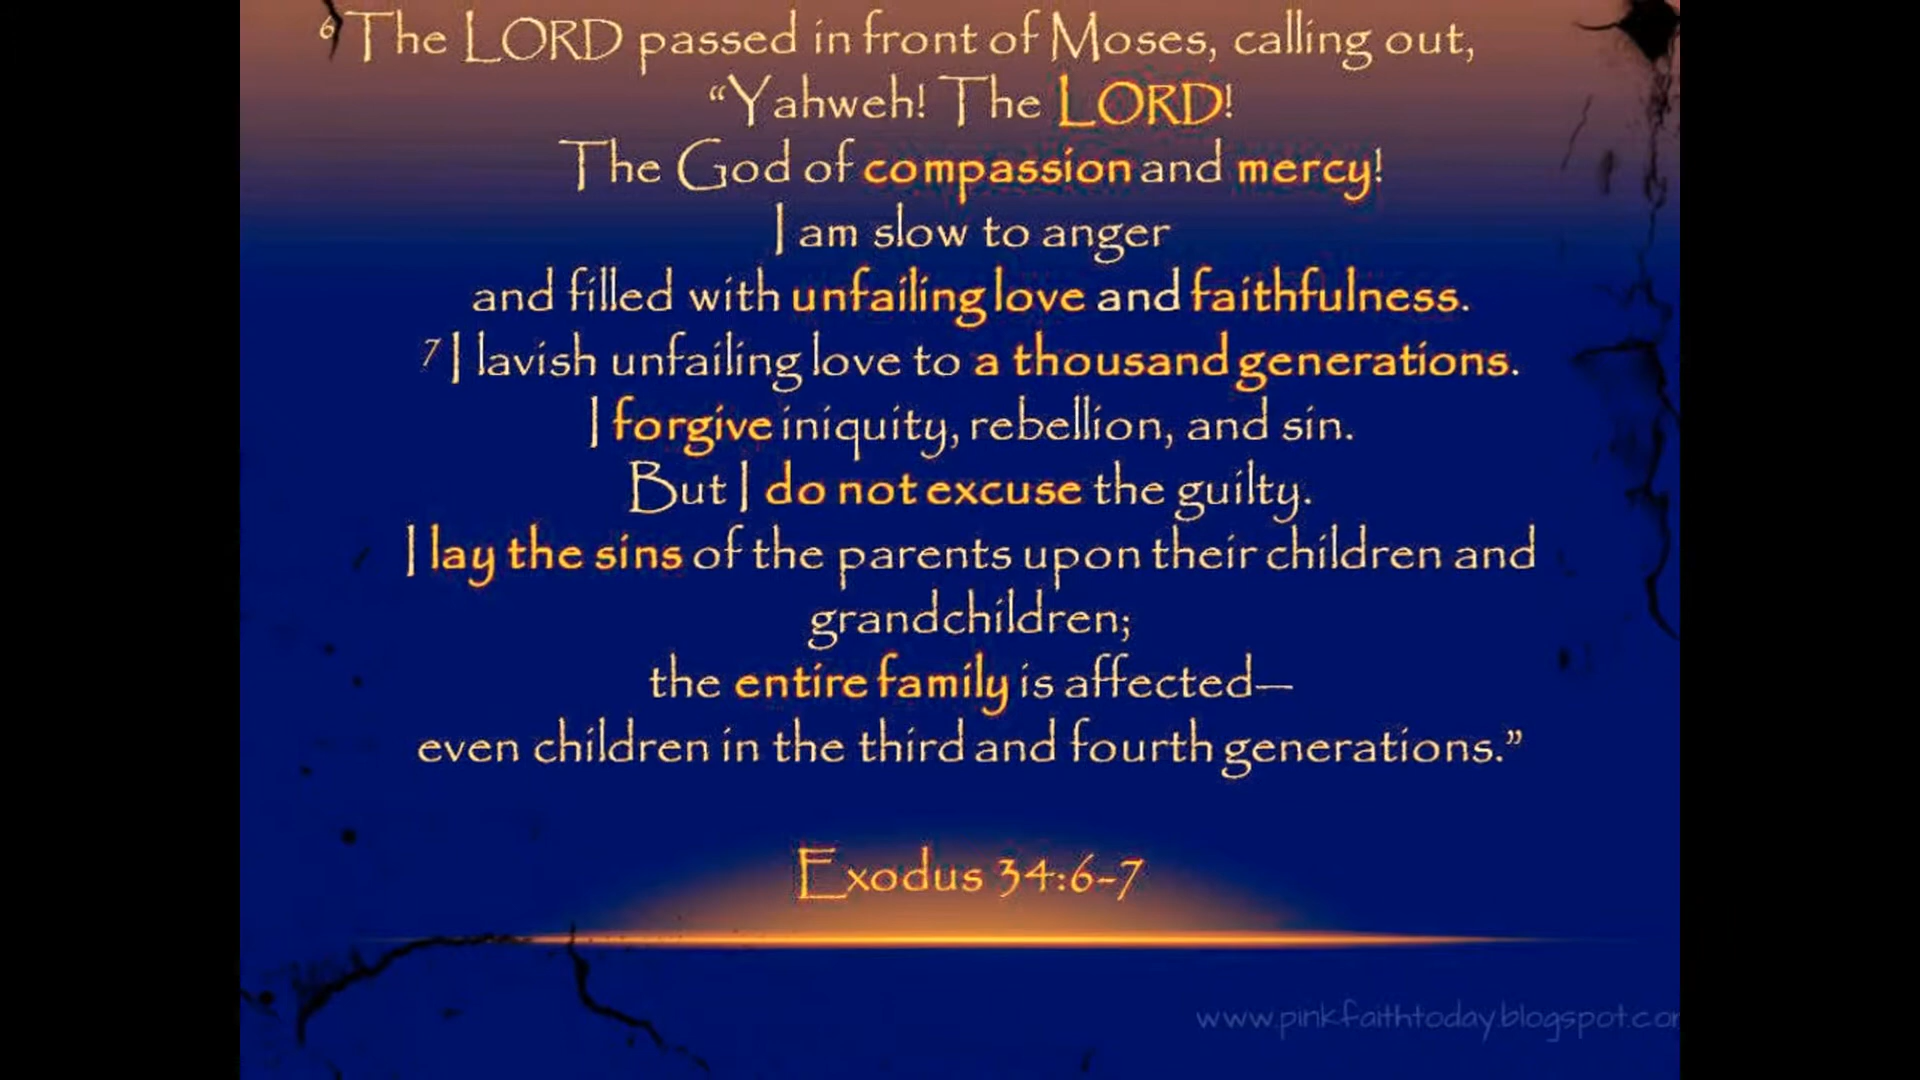 6 The LORD passed in front of Moses, calling out,
“Yahweh! The LORD!
The God of compassion and mercy!
I am slow to anger
and filled with unfailing love and faithfulness.
7 I lavish unfailing love to a thousand generations.
I forgive iniquity, rebellion, and sin.
But I do not excuse the guilty.
I lay the sins of the parents upon their children and
grandchildren;
the entire family is affected—
even children in the third and fourth generations.”
Exodus 34:6-7
www.pinkfaithtoday.blogspot.cor